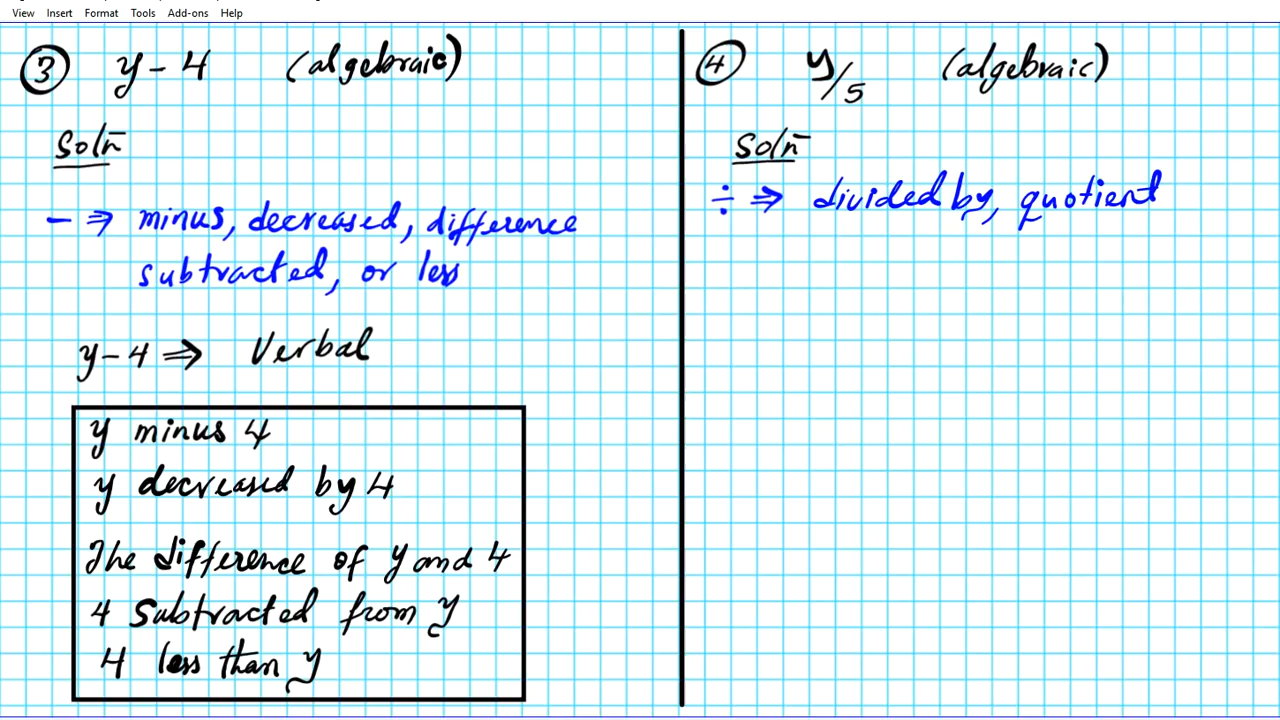 View Insert Format Tools Add-ons Help
③ y - 4 (algebraic)
Solñ
- ⇒ minus, decreased, difference
subtracted, or less
y - 4 ⇒ Verbal
y minus 4
y decreased by 4
The difference of y and 4
4 Subtracted from y
4 less than y
④ y/5 (algebraic)
Solñ
÷ ⇒ divided by, quotient